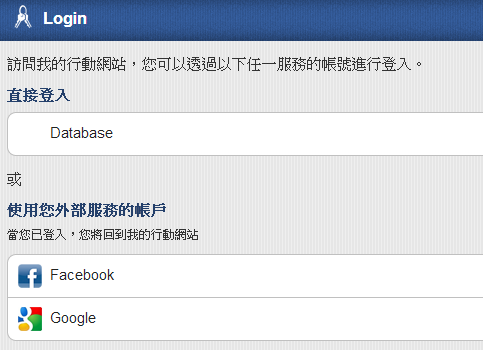 Login
訪問我的行動網站，您可以透過以下任一服務的帳號進行登入。
直接登入
Database
或
使用您外部服務的帳戶
當您已登入，您將回到我的行動網站
Facebook
Google